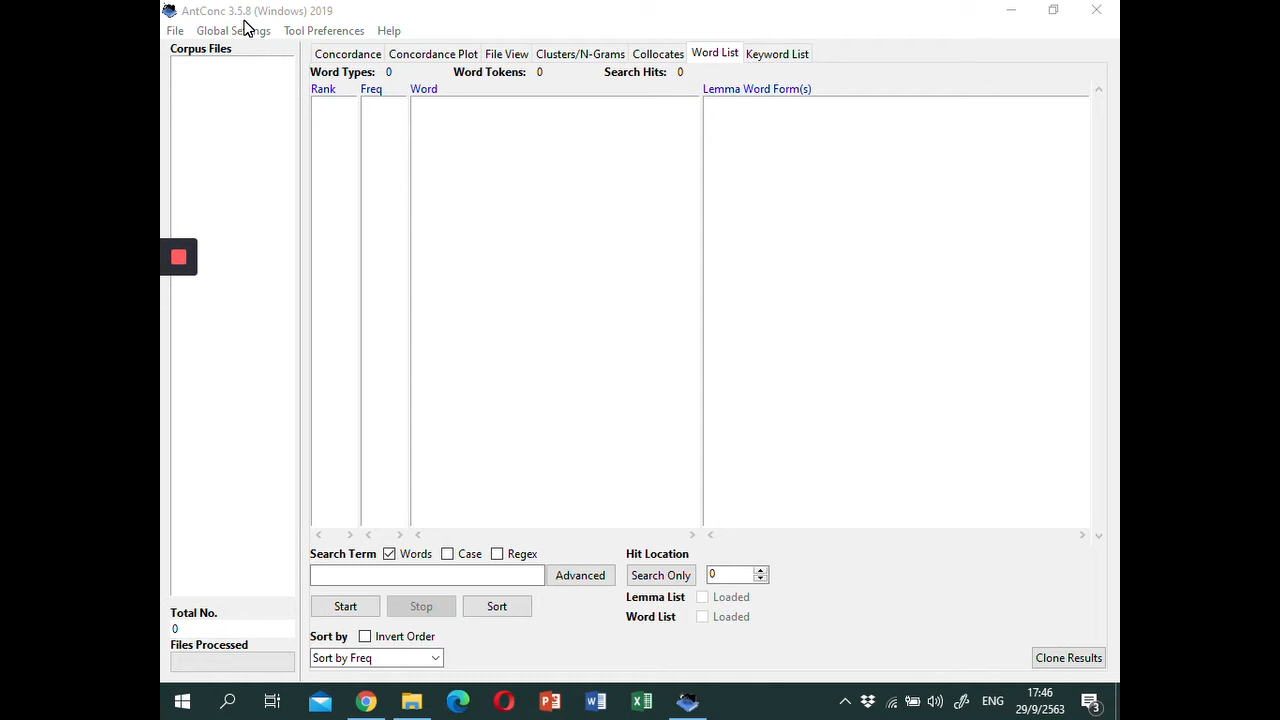 AntConc 3.5.8 (Windows) 2019
File Global Settings Tool Preferences Help
Corpus Files
Concordance Concordance Plot File View Clusters/N-Grams Collocates Word List Keyword List
Word Types: 0 Word Tokens: 0 Search Hits: 0
Rank Freq Word Lemma Word Form(s)
Search Term Words Case Regex Hit Location
Advanced Search Only 0
Lemma List Loaded
Start Stop Sort
Word List Loaded
Total No.
0
Sort by Invert Order
Files Processed
Sort by Freq Clone Results
ENG 17:46
29/9/2563 3